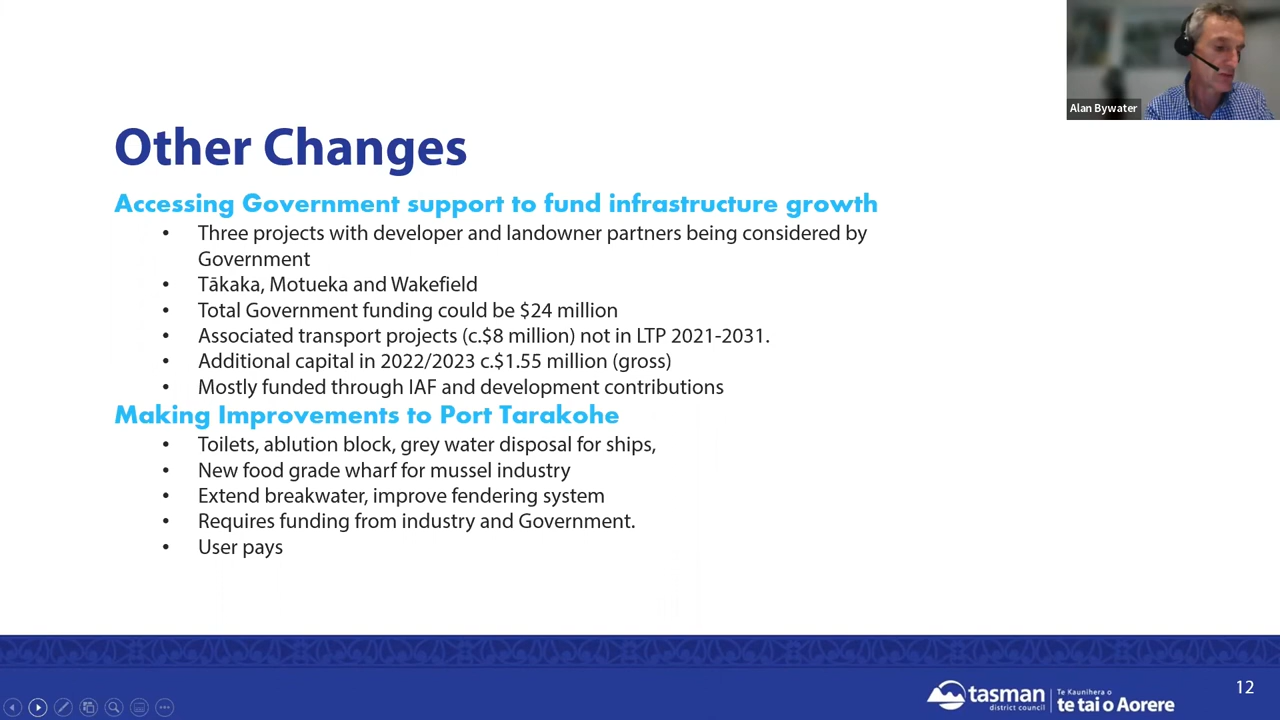 Alan Bywater
Other Changes
Accessing Government support to fund infrastructure growth
• Three projects with developer and landowner partners being considered by
Government
• Tākaka, Motueka and Wakefield
• Total Government funding could be $24 million
• Associated transport projects (c.$8 million) not in LTP 2021-2031.
• Additional capital in 2022/2023 c.$1.55 million (gross)
• Mostly funded through IAF and development contributions
Making Improvements to Port Tarakohe
• Toilets, ablution block, grey water disposal for ships,
• New food grade wharf for mussel industry
• Extend breakwater, improve fendering system
• Requires funding from industry and Government.
• User pays
12
tasman
district council
Te Kaunihera o
te tai o Aorere